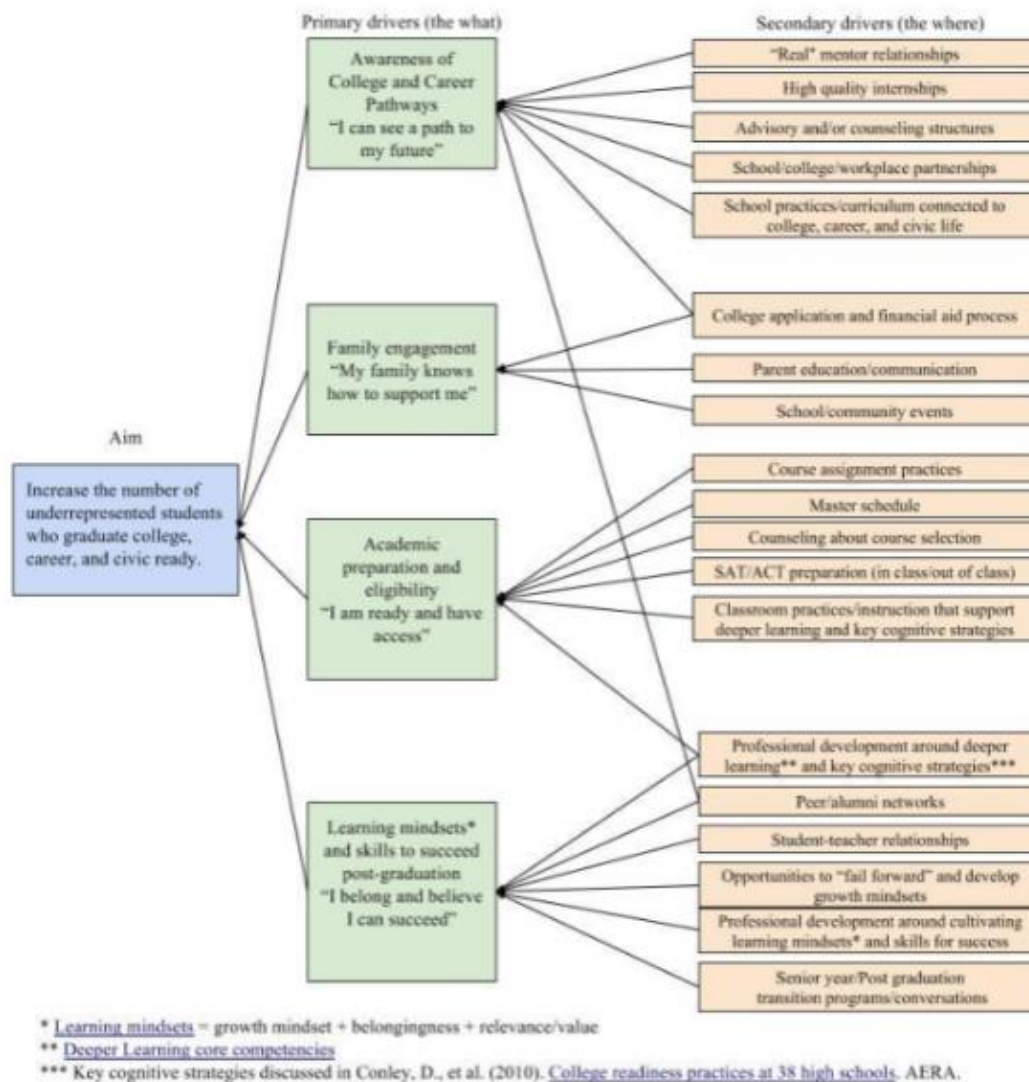 Primary drivers (the what)
Secondary drivers (the where)
Awareness of
College and Career
Pathways
“I can see a path to
my future”
“Real” mentor relationships
High quality internships
Advisory and/or counseling structures
School/college/workplace partnerships
School practices/curriculum connected to
college, career, and civic life
Family engagement
“My family knows
how to support me”
College application and financial aid process
Parent education/communication
School/community events
Aim
Increase the number of
underrepresented students
who graduate college,
career, and civic ready.
Academic
preparation and
eligibility
“I am ready and have
access”
Course assignment practices
Master schedule
Counseling about course selection
SAT/ACT preparation (in class/out of class)
Classroom practices/instruction that support
deeper learning and key cognitive strategies
Learning mindsets*
and skills to succeed
post-graduation
“I belong and believe
I can succeed”
Professional development around deeper
learning** and key cognitive strategies***
Peer/alumni networks
Student-teacher relationships
Opportunities to “fail forward” and develop
growth mindsets
Professional development around cultivating
learning mindsets* and skills for success
Senior year/Post graduation
transition programs/conversations
* Learning mindsets = growth mindset + belongingness + relevance/value
** Deeper Learning core competencies
*** Key cognitive strategies discussed in Conley, D., et al. (2010). College readiness practices at 38 high schools. AERA.